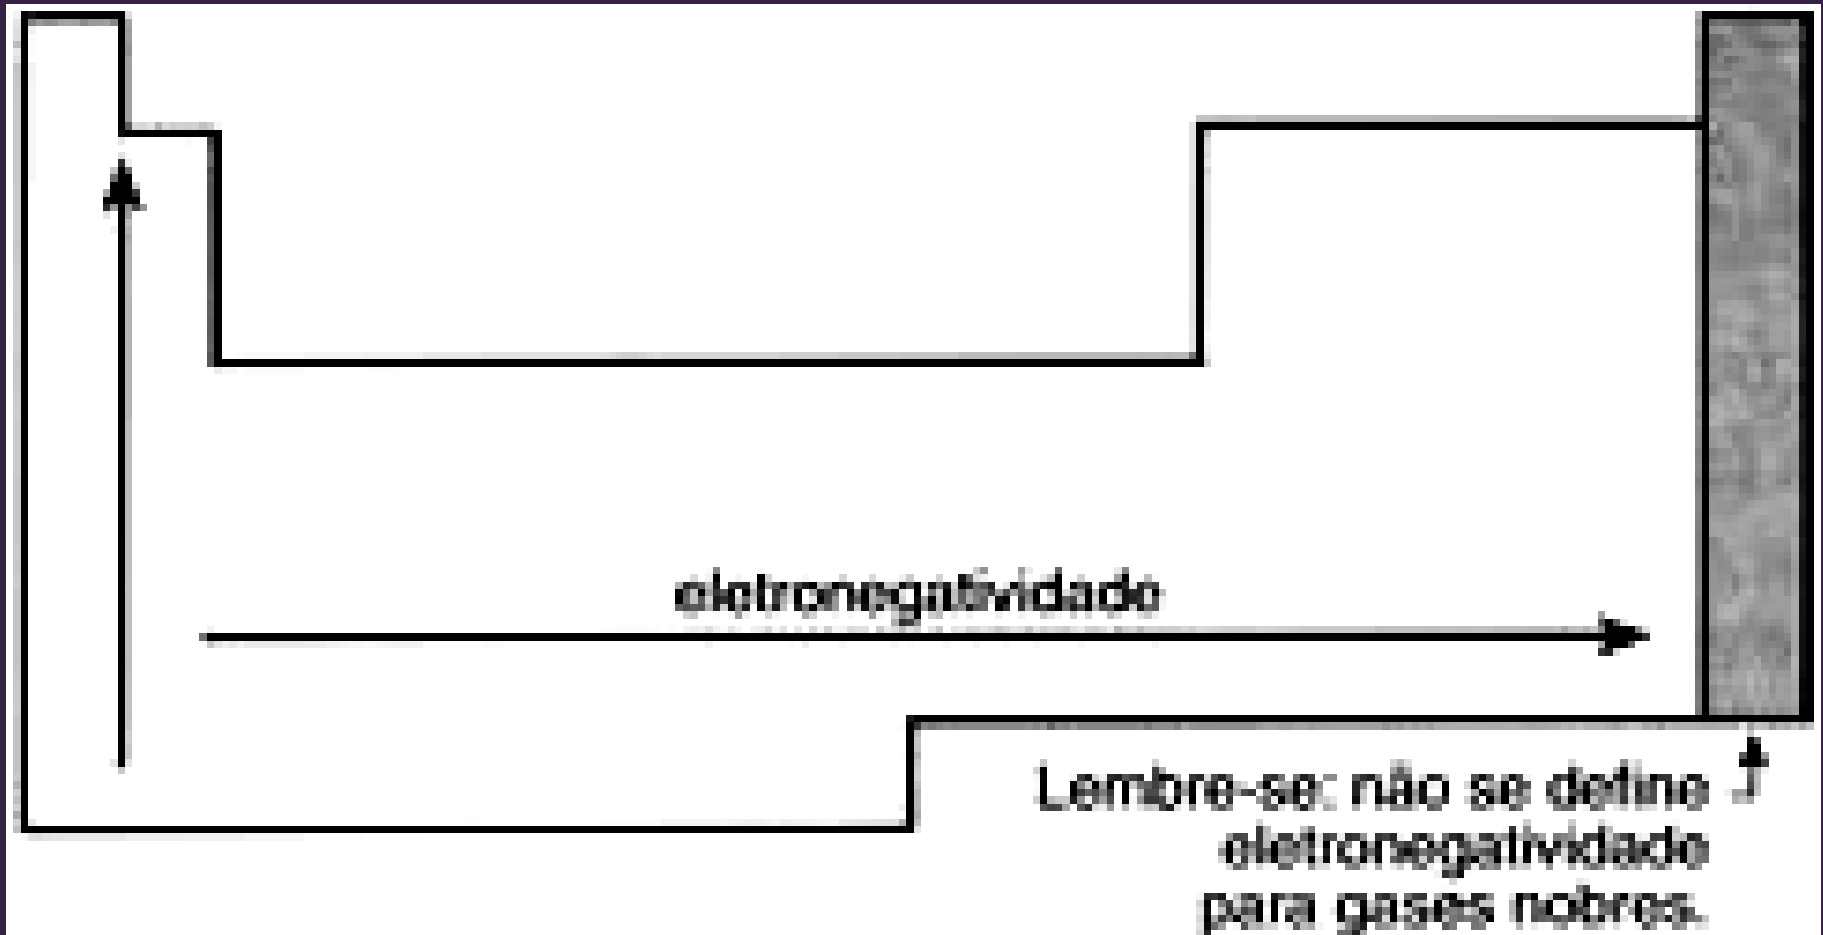 eletronegatividade
Lembre-se: não se define
eletronegatividade
para gases nobres.